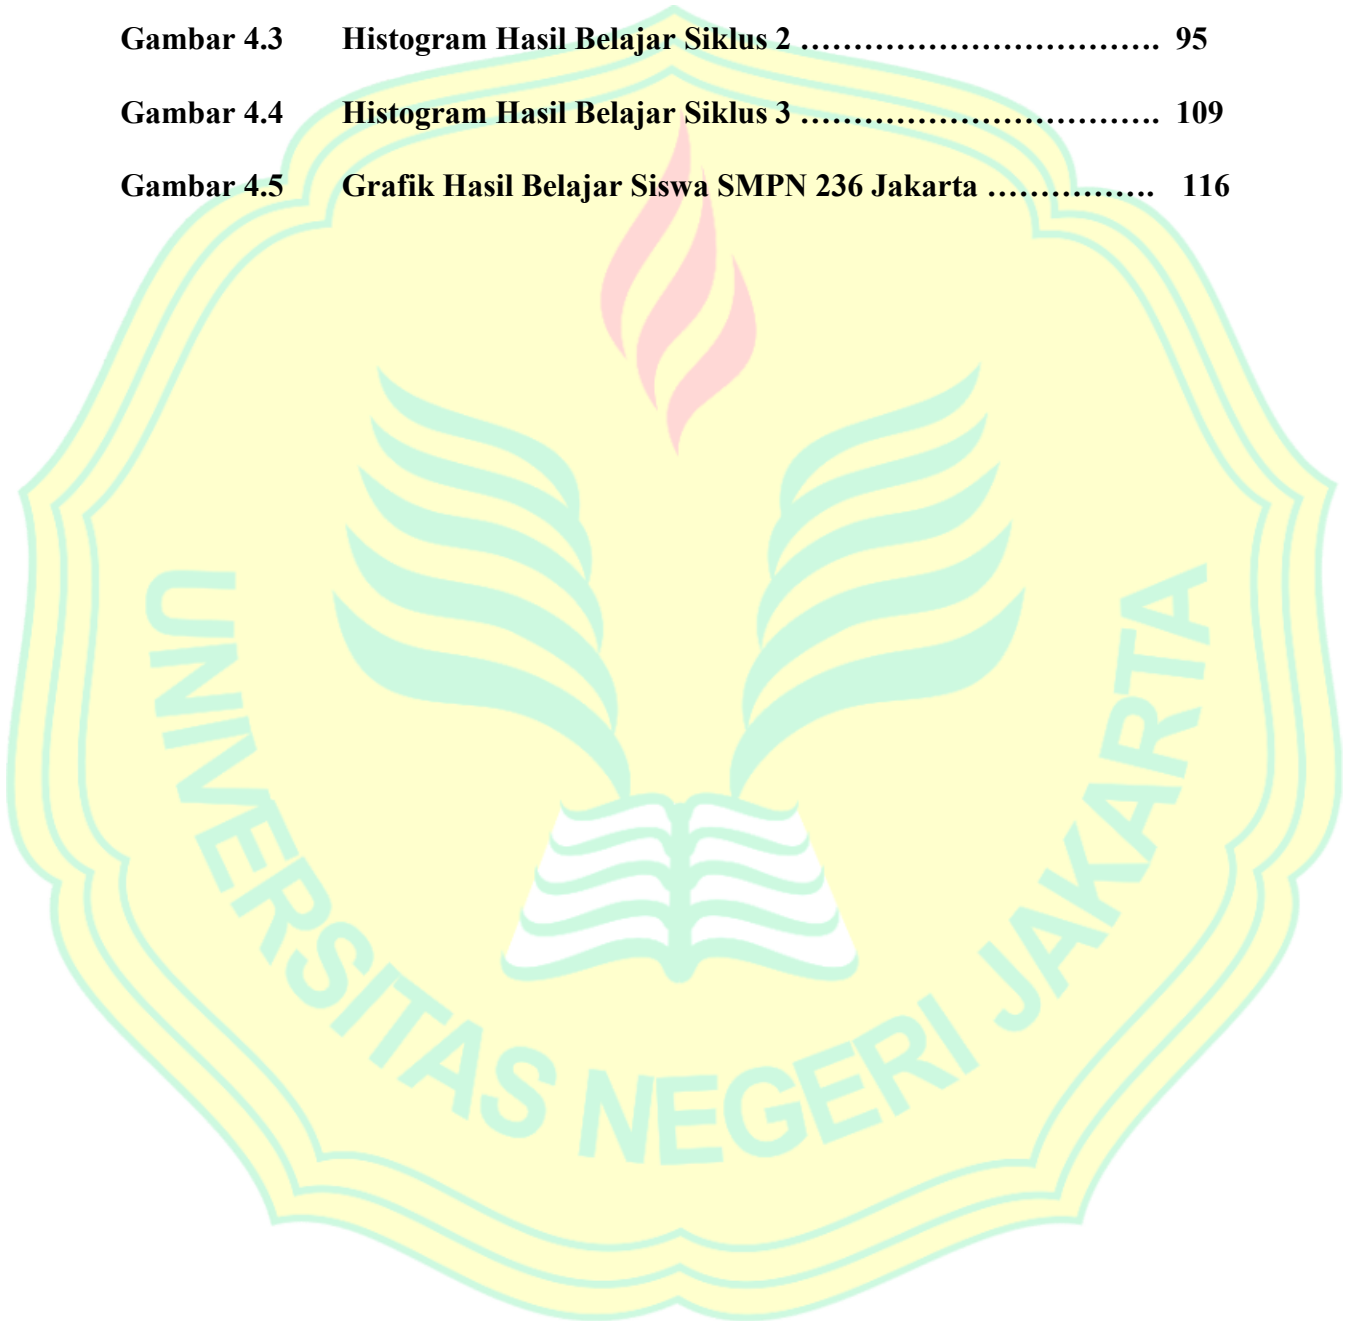 Gambar 4.3 Histogram Hasil Belajar Siklus 2 ……………………………. 95
Gambar 4.4 Histogram Hasil Belajar Siklus 3 ……………………………. 109
Gambar 4.5 Grafik Hasil Belajar Siswa SMPN 236 Jakarta ……………. 116
UNIVERSITAS NEGERI JAKARTA